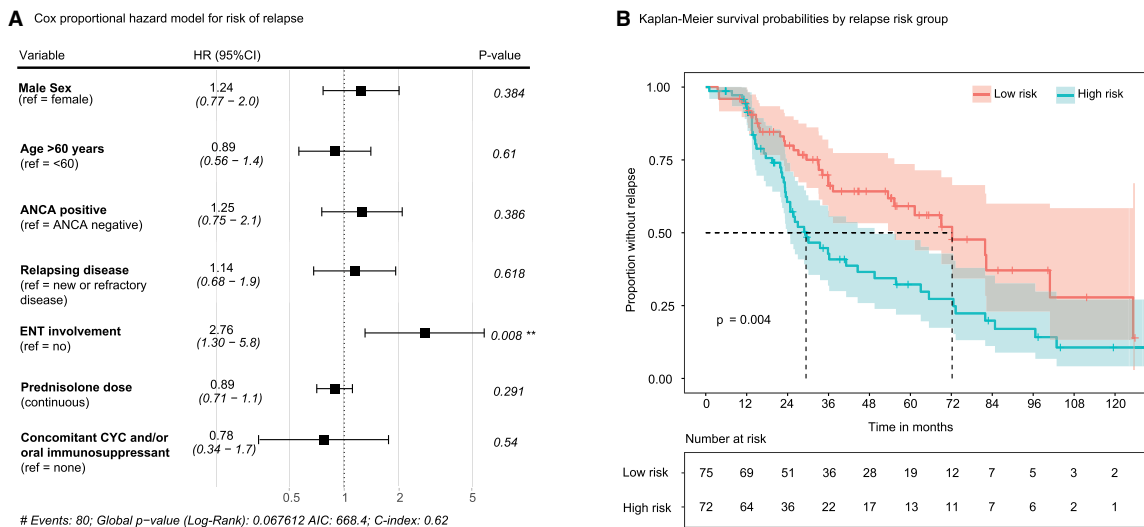 A Cox proportional hazard model for risk of relapse
Variable HR (95%CI) P-value
Male Sex
(ref = female)
1.24
(0.77 − 2.0)
0.384
Age >60 years
(ref = <60)
0.89
(0.56 − 1.4)
0.61
ANCA positive
(ref = ANCA negative)
1.25
(0.75 − 2.1)
0.386
Relapsing disease
(ref = new or refractory
disease)
1.14
(0.68 − 1.9)
0.618
ENT involvement
(ref = no)
2.76
(1.30 − 5.8)
0.008 **
Prednisolone dose
(continuous)
0.89
(0.71 − 1.1)
0.291
Concomitant CYC and/or
oral immunosuppressant
(ref = none)
0.78
(0.34 − 1.7)
0.54
0.5 1 2 5
# Events: 80; Global p−value (Log−Rank): 0.067612 AIC: 668.4; C−index: 0.62
B Kaplan-Meier survival probabilities by relapse risk group
Low risk High risk
Proportion without relapse
1.00
0.75
0.50
0.25
0.00
p = 0.004
0 12 24 36 48 60 72 84 96 108 120
Time in months
Number at risk
Low risk 75 69 51 36 28 19 12 7 5 3 2
High risk 72 64 36 22 17 13 11 7 6 2 1